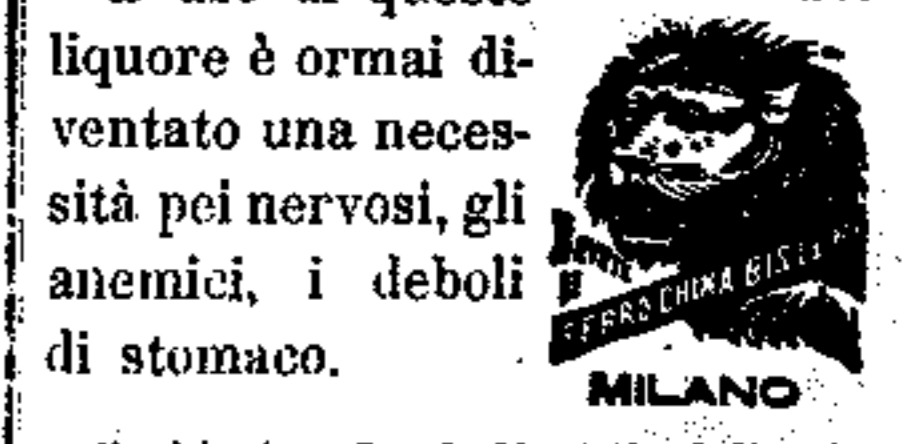 liquore è ormai di-
ventato una neces-
sità pei nervosi, gli
anemici, i deboli
di stomaco.
FERRO CHINA BISLERI
MILANO